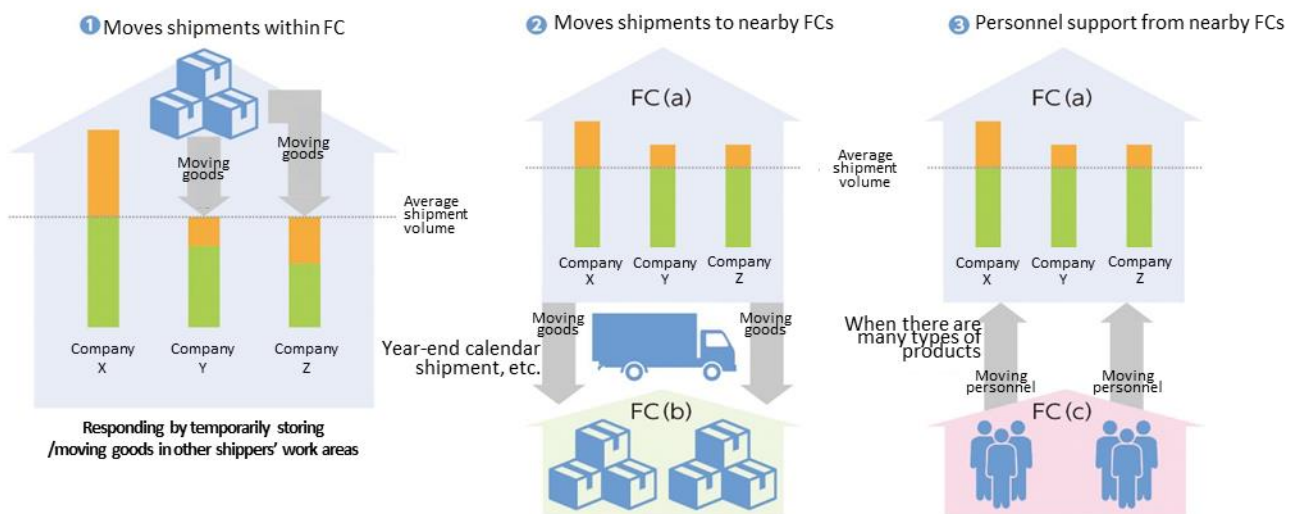 1 Moves shipments within FC
Moving
goods
Moving
goods
Average
shipment
volume
Company
X
Company
Y
Company
Z
Responding by temporarily storing
/moving goods in other shippers' work areas
2 Moves shipments to nearby FCs
FC (a)
Company
X
Company
Y
Company
Z
Moving
goods
Moving
goods
Year-end calendar
shipment, etc.
FC (b)
3 Personnel support from nearby FCs
FC (a)
Average
shipment
volume
Company
X
Company
Y
Company
Z
When there are
many types of
products
Moving
personnel
Moving
personnel
FC (c)